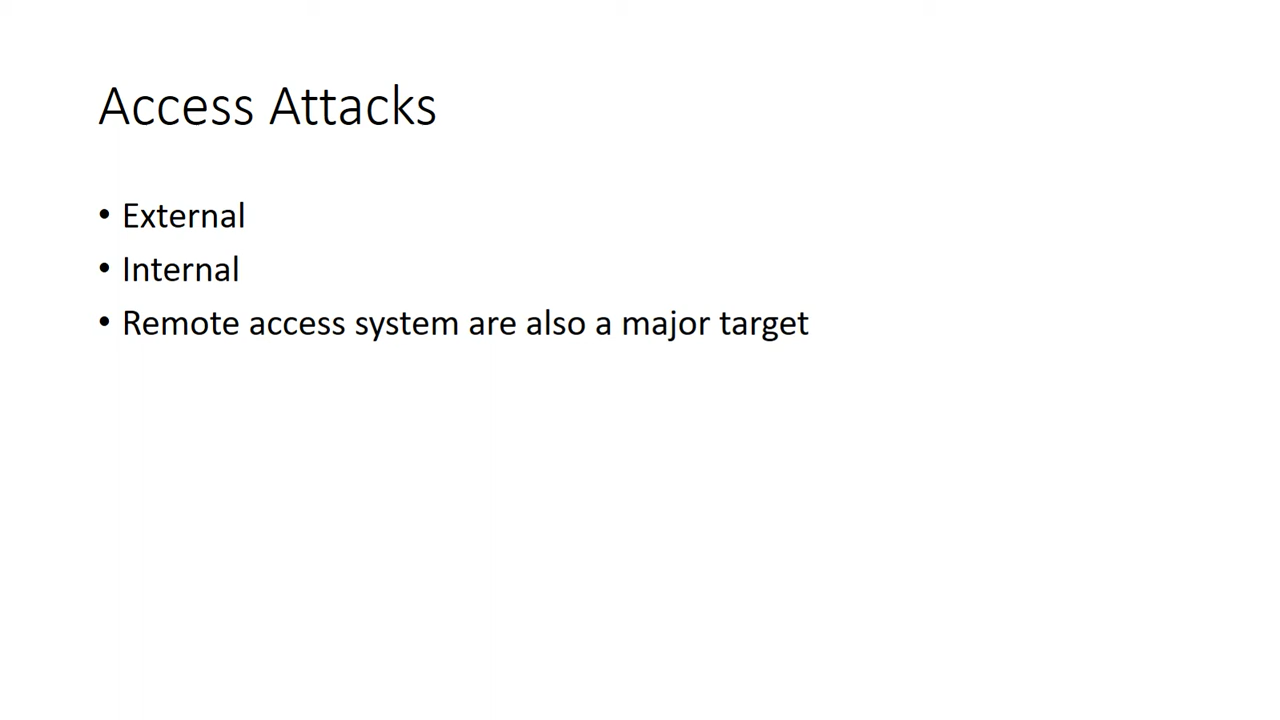 Access Attacks
• External
• Internal
• Remote access system are also a major target